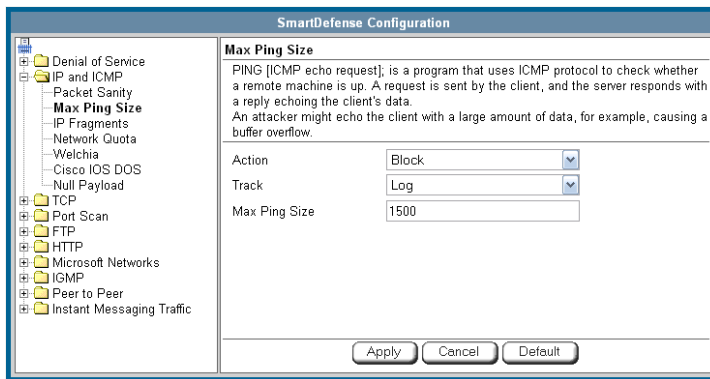 SmartDefense Configuration
Denial of Service
IP and ICMP
Packet Sanity
Max Ping Size
IP Fragments
Network Quota
Welchia
Cisco IOS DOS
Null Payload
TCP
Port Scan
FTP
HTTP
Microsoft Networks
IGMP
Peer to Peer
Instant Messaging Traffic
Max Ping Size
PING [ICMP echo request]; is a program that uses ICMP protocol to check whether
a remote machine is up. A request is sent by the client, and the server responds with
a reply echoing the client's data.
An attacker might echo the client with a large amount of data, for example, causing a
buffer overflow.
Action Block
Track Log
Max Ping Size 1500
Apply Cancel Default